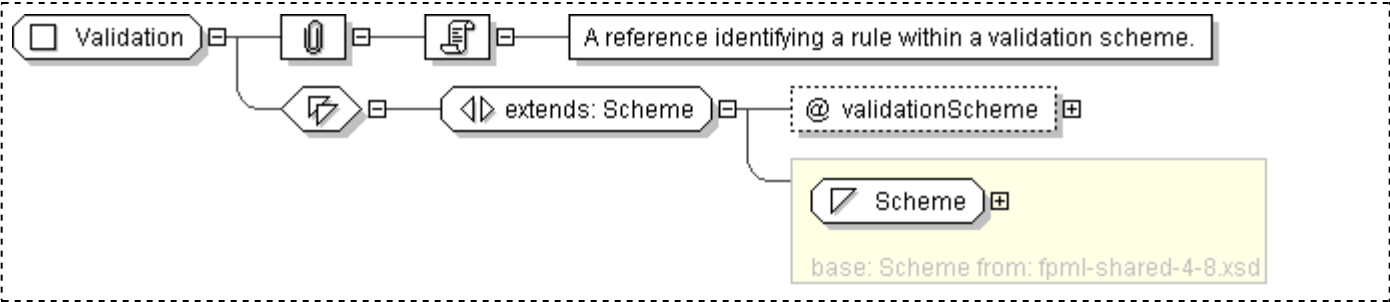 Validation
A reference identifying a rule within a validation scheme.
extends: Scheme
@ validationScheme
Scheme
base: Scheme from: fpml-shared-4-8.xsd